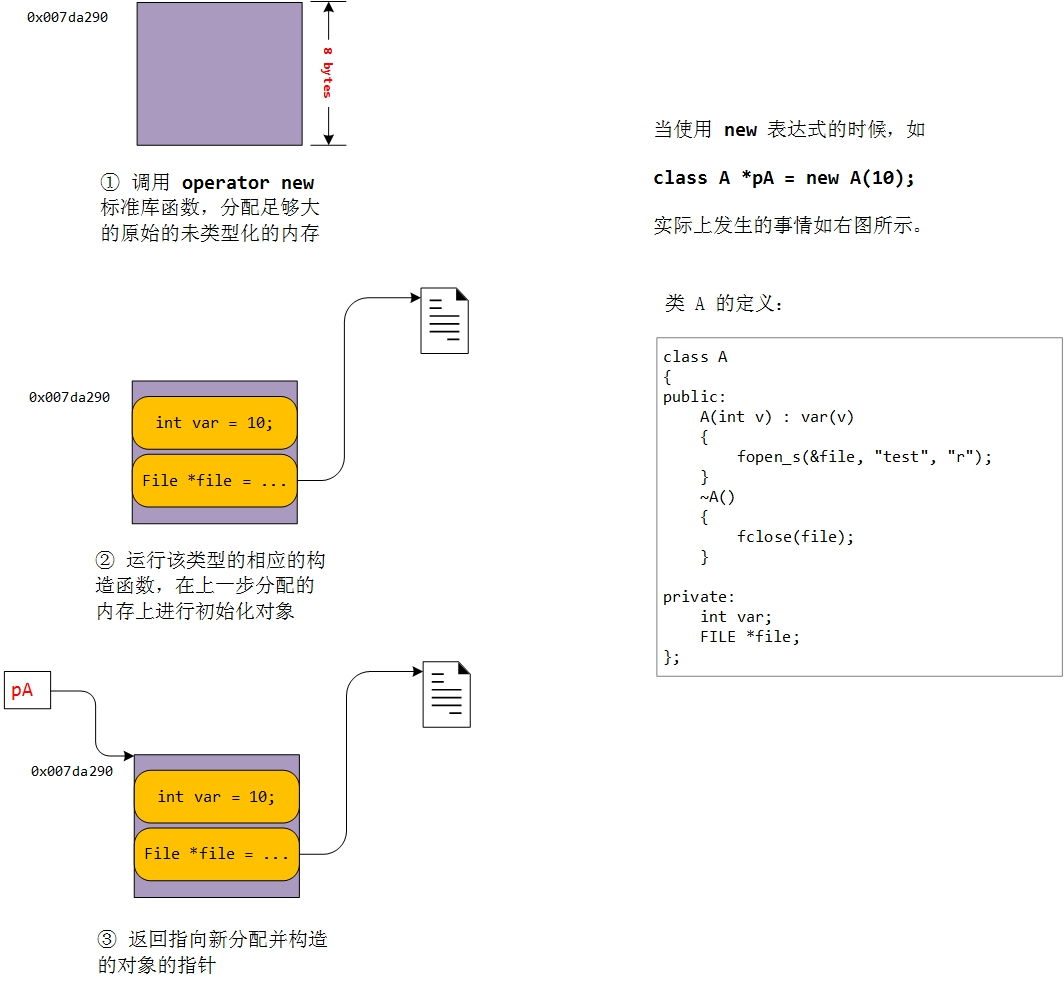 0x007da290
8 bytes
① 调用 operator new
标准库函数，分配足够大
的原始的未类型化的内存
0x007da290
int var = 10;
File *file = ...
② 运行该类型的相应的构
造函数，在上一步分配的
内存上进行初始化对象
pA
0x007da290
int var = 10;
File *file = ...
③ 返回指向新分配并构造
的对象的指针
当使用 new 表达式的时候，如
class A *pA = new A(10);
实际上发生的事情如右图所示。
类 A 的定义：
class A
{
public:
    A(int v) : var(v)
    {
        fopen_s(&file, "test", "r");
    }
    ~A()
    {
        fclose(file);
    }
private:
    int var;
    FILE *file;
};